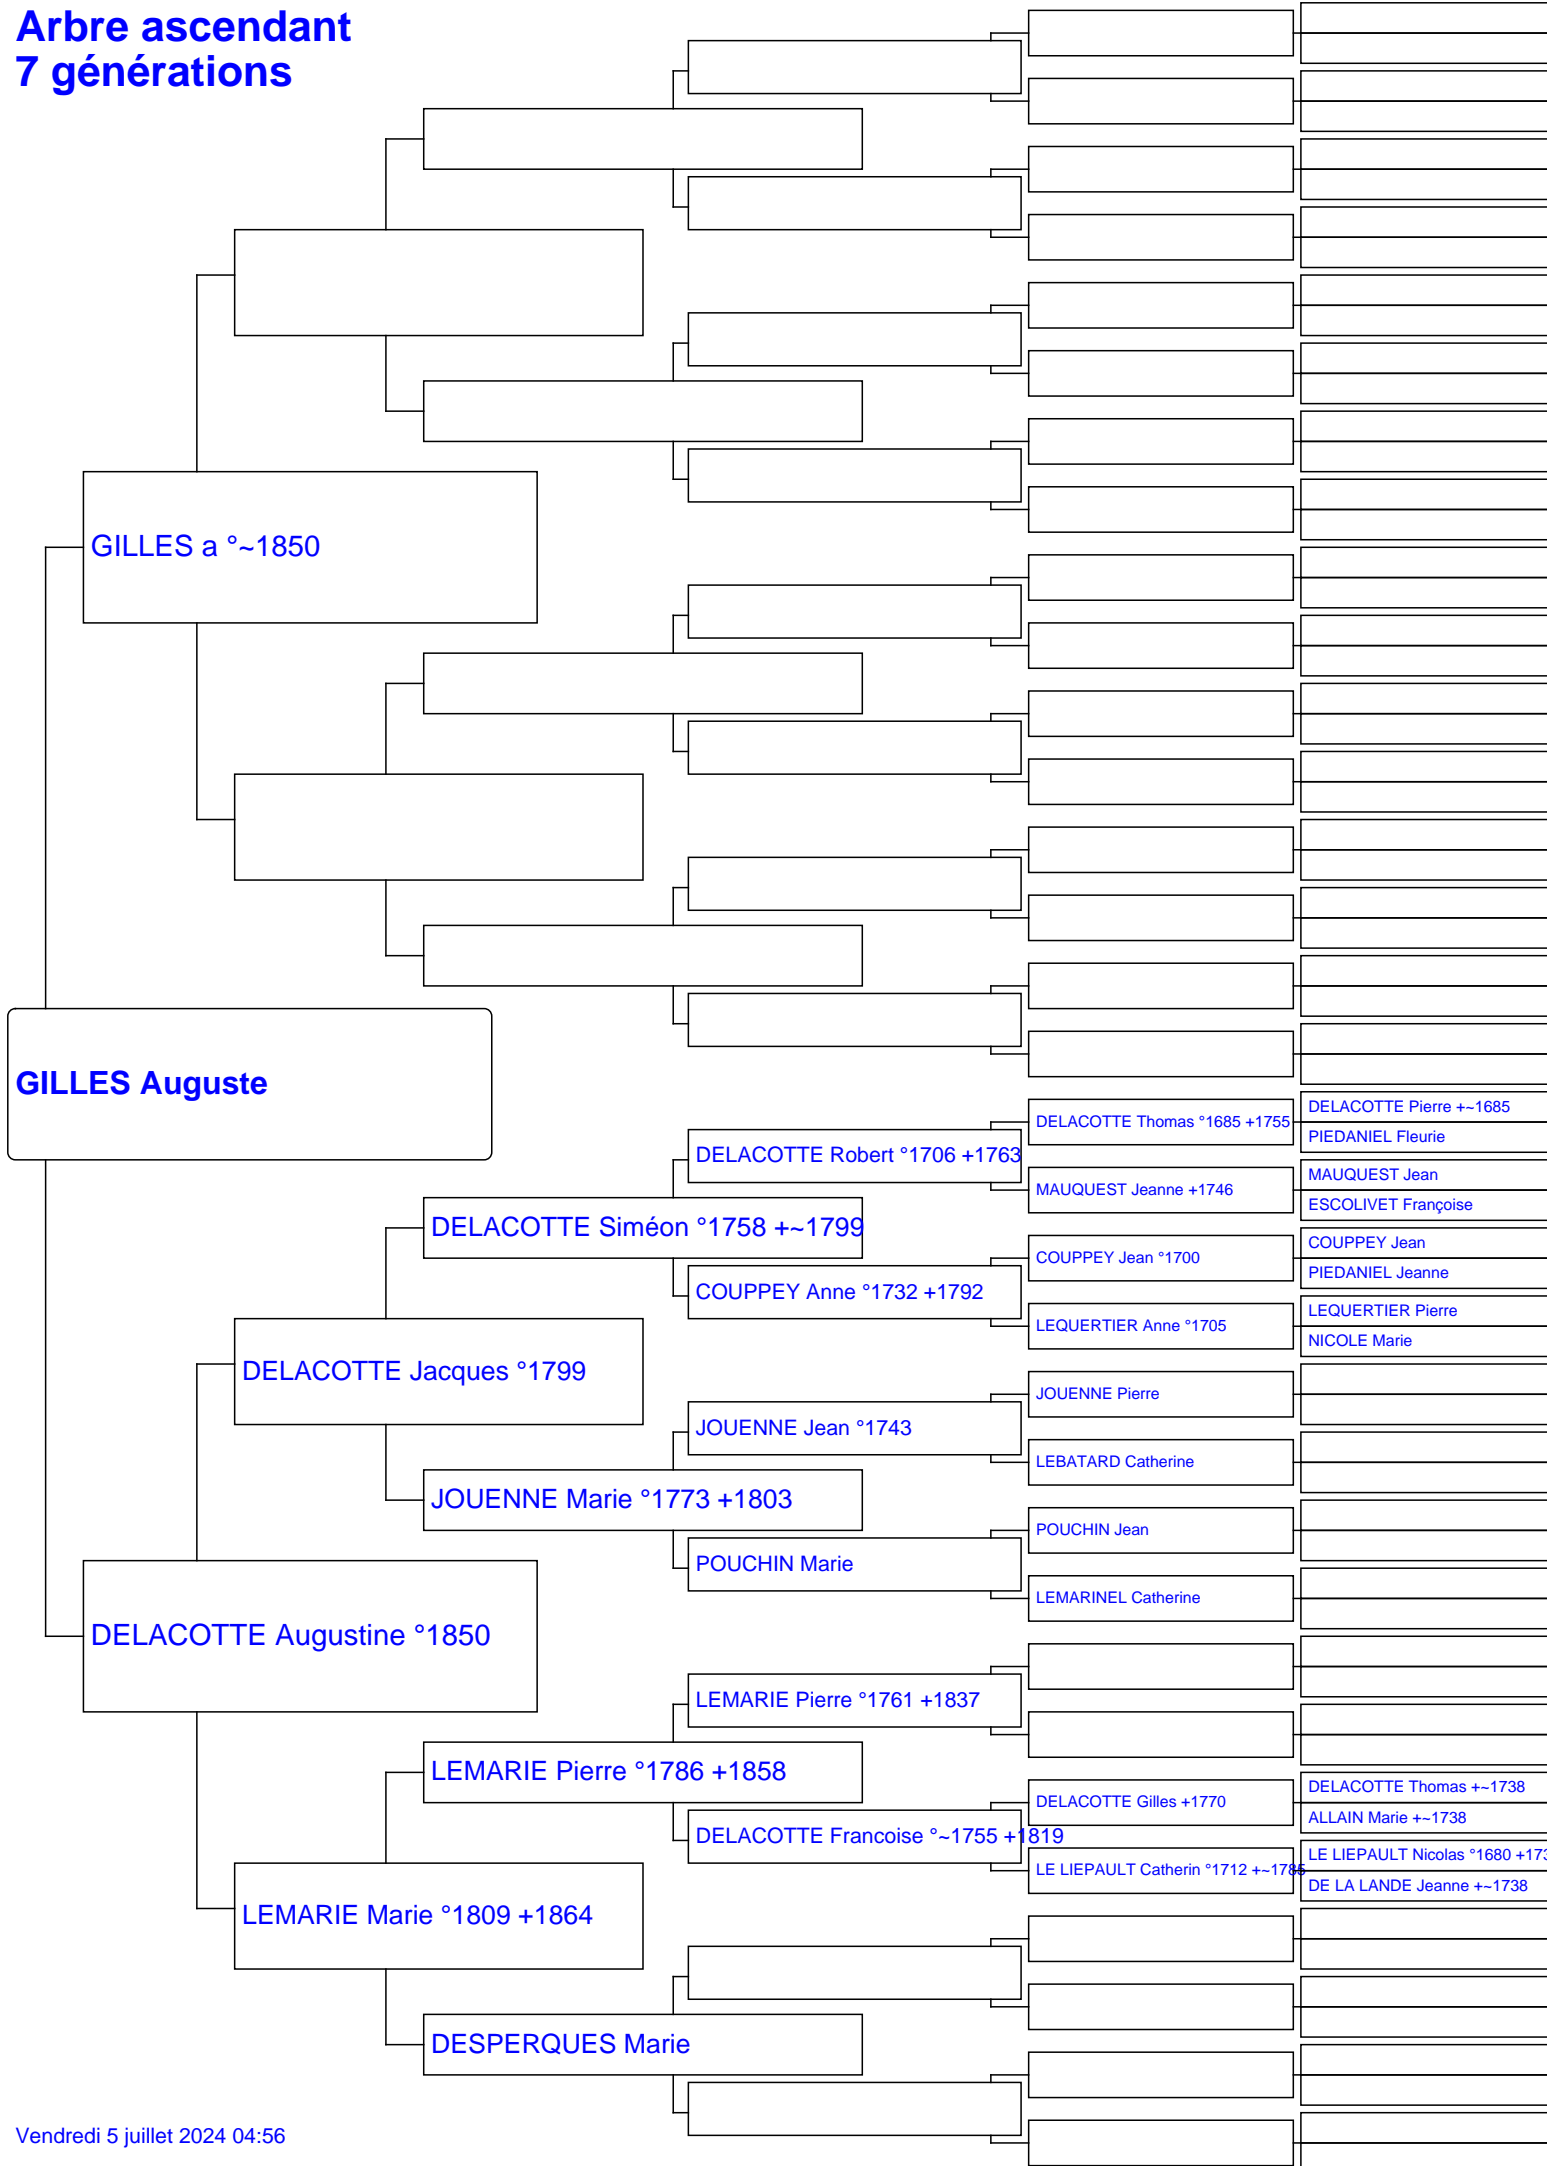 Arbre ascendant
7 générations
GILLES a °~1850
GILLES Auguste
DELACOTTE Pierre +~1685
DELACOTTE Thomas °1685 +1755
PIEDANIEL Fleurie
DELACOTTE Robert °1706 +1763
MAUQUEST Jean
MAUQUEST Jeanne +1746
ESCOLIVET Françoise
DELACOTTE Siméon °1758 +~1799
COUPPEY Jean
COUPPEY Jean °1700
PIEDANIEL Jeanne
COUPPEY Anne °1732 +1792
LEQUERTIER Pierre
LEQUERTIER Anne °1705
NICOLE Marie
DELACOTTE Jacques °1799
JOUENNE Pierre
JOUENNE Jean °1743
LEBATARD Catherine
JOUENNE Marie °1773 +1803
POUCHIN Jean
POUCHIN Marie
LEMARINEL Catherine
DELACOTTE Augustine °1850
LEMARIE Pierre °1761 +1837
LEMARIE Pierre °1786 +1858
DELACOTTE Thomas +~1738
DELACOTTE Gilles +1770
ALLAIN Marie +~1738
DELACOTTE Francoise °~1755 +1819
LE LIEPAULT Nicolas °1680 +173
LE LIEPAULT Catherin °1712 +~1785
DE LA LANDE Jeanne +~1738
LEMARIE Marie °1809 +1864
DESPERQUES Marie
Vendredi 5 juillet 2024 04:56